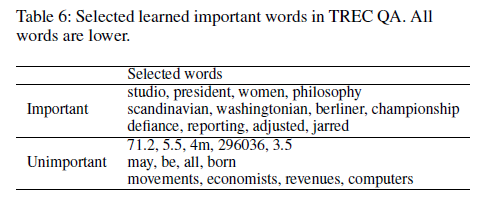 Table 6: Selected learned important words in TREC QA. All
words are lower.
Selected words
studio, president, women, philosophy
Important scandinavian, washingtonian, berliner, championship
defiance, reporting, adjusted, jarred
71.2, 5.5, 4m, 296036, 3.5
Unimportant may, be, all, born
movements, economists, revenues, computers